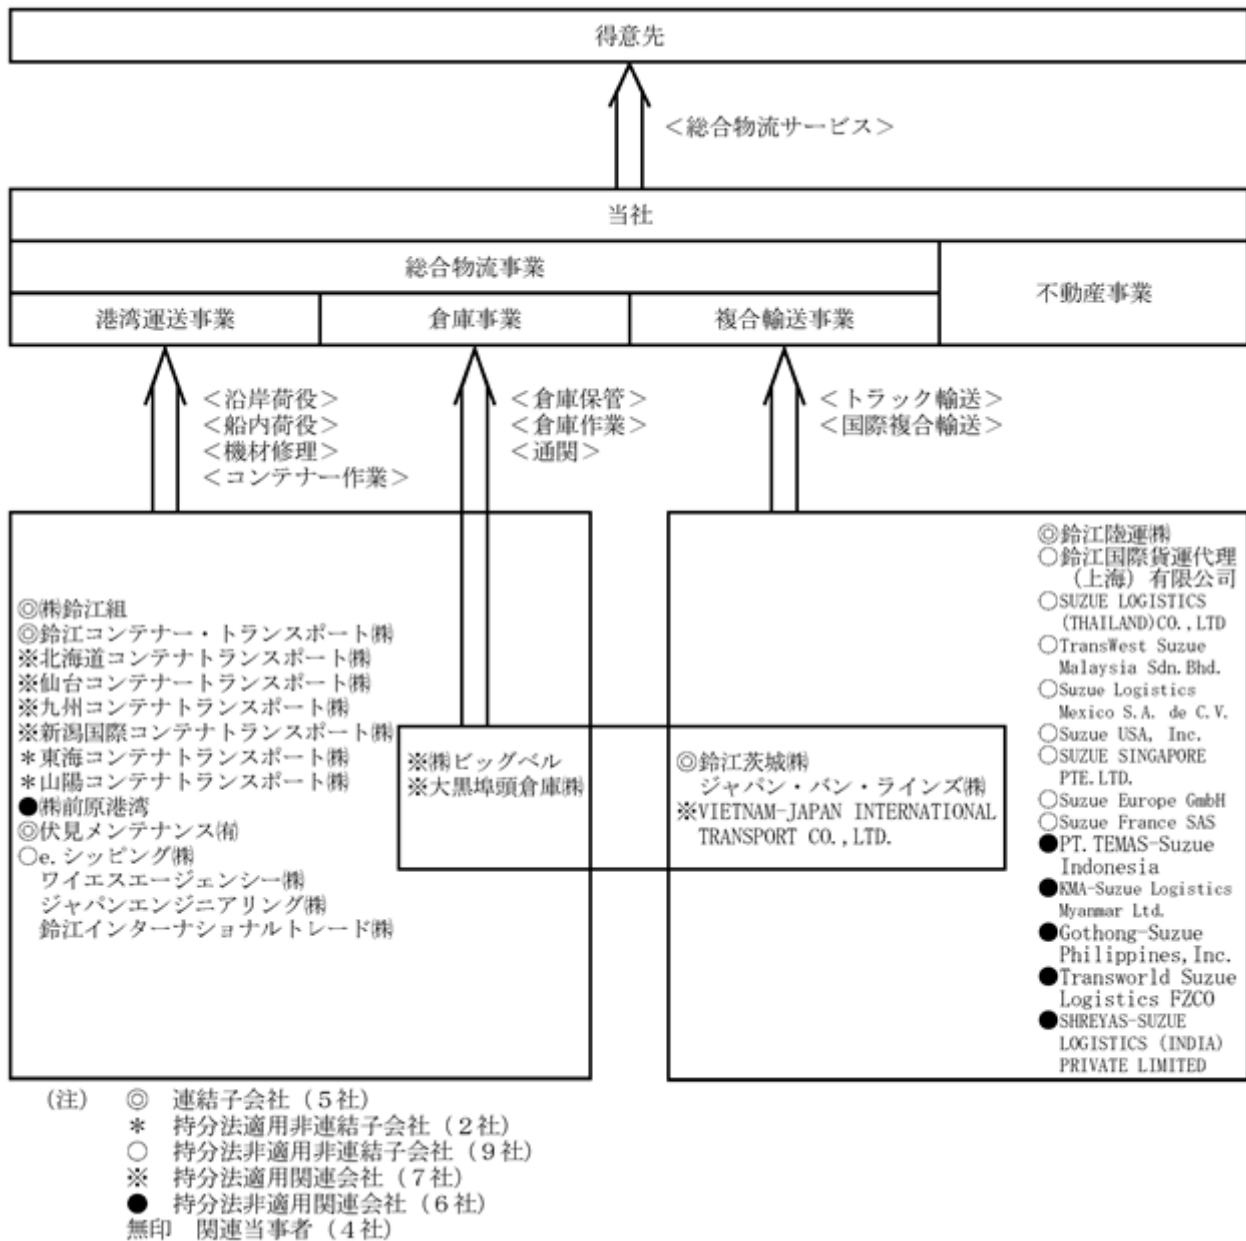 得意先
＜総合物流サービス＞
当社
総合物流事業
不動産事業
港湾運送事業
倉庫事業
複合輸送事業
＜沿岸荷役＞
＜船内荷役＞
＜機材修理＞
＜コンテナー作業＞
＜倉庫保管＞
＜倉庫作業＞
＜通関＞
＜トラック輸送＞
＜国際複合輸送＞
◎㈱鈴江組
◎鈴江コンテナー・トランスポート㈱
※北海道コンテナトランスポート㈱
※仙台コンテナートランスポート㈱
※九州コンテナトランスポート㈱
※新潟国際コンテナトランスポート㈱
＊東海コンテナトランスポート㈱
＊山陽コンテナトランスポート㈱
●㈱前原港湾
◎伏見メンテナンス㈲
○e.シッピング㈱
ワイエスエージェンシー㈱
ジャパンエンジニアリング㈱
鈴江インターナショナルトレード㈱
※㈱ビッグベル
※大黒埠頭倉庫㈱
◎鈴江茨城㈱
ジャパン・バン・ラインズ㈱
※VIETNAM-JAPAN INTERNATIONAL
TRANSPORT CO.,LTD.
◎鈴江陸運㈱
○鈴江国際貨運代理
（上海）有限公司
○SUZUE LOGISTICS
(THAILAND)CO.,LTD
○TransWest Suzue
Malaysia Sdn.Bhd.
○Suzue Logistics
Mexico S.A. de C.V.
○Suzue USA, Inc.
○SUZUE SINGAPORE
PTE.LTD.
○Suzue Europe GmbH
○Suzue France SAS
●PT.TEMAS-Suzue
Indonesia
●KMA-Suzue Logistics
Myanmar Ltd.
●Gothong-Suzue
Philippines,Inc.
●Transworld Suzue
Logistics FZCO
●SHREYAS-SUZUE
LOGISTICS (INDIA)
PRIVATE LIMITED
（注） ◎ 連結子会社（５社）
＊ 持分法適用非連結子会社（２社）
○ 持分法非適用非連結子会社（９社）
※ 持分法適用関連会社（７社）
● 持分法非適用関連会社（６社）
無印 関連当事者（４社）